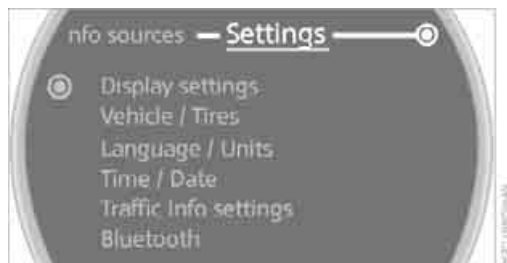 nfo sources Settings
Display settings
Vehicle / Tires
Language / Units
Time / Date
Traffic Info settings
Bluetooth